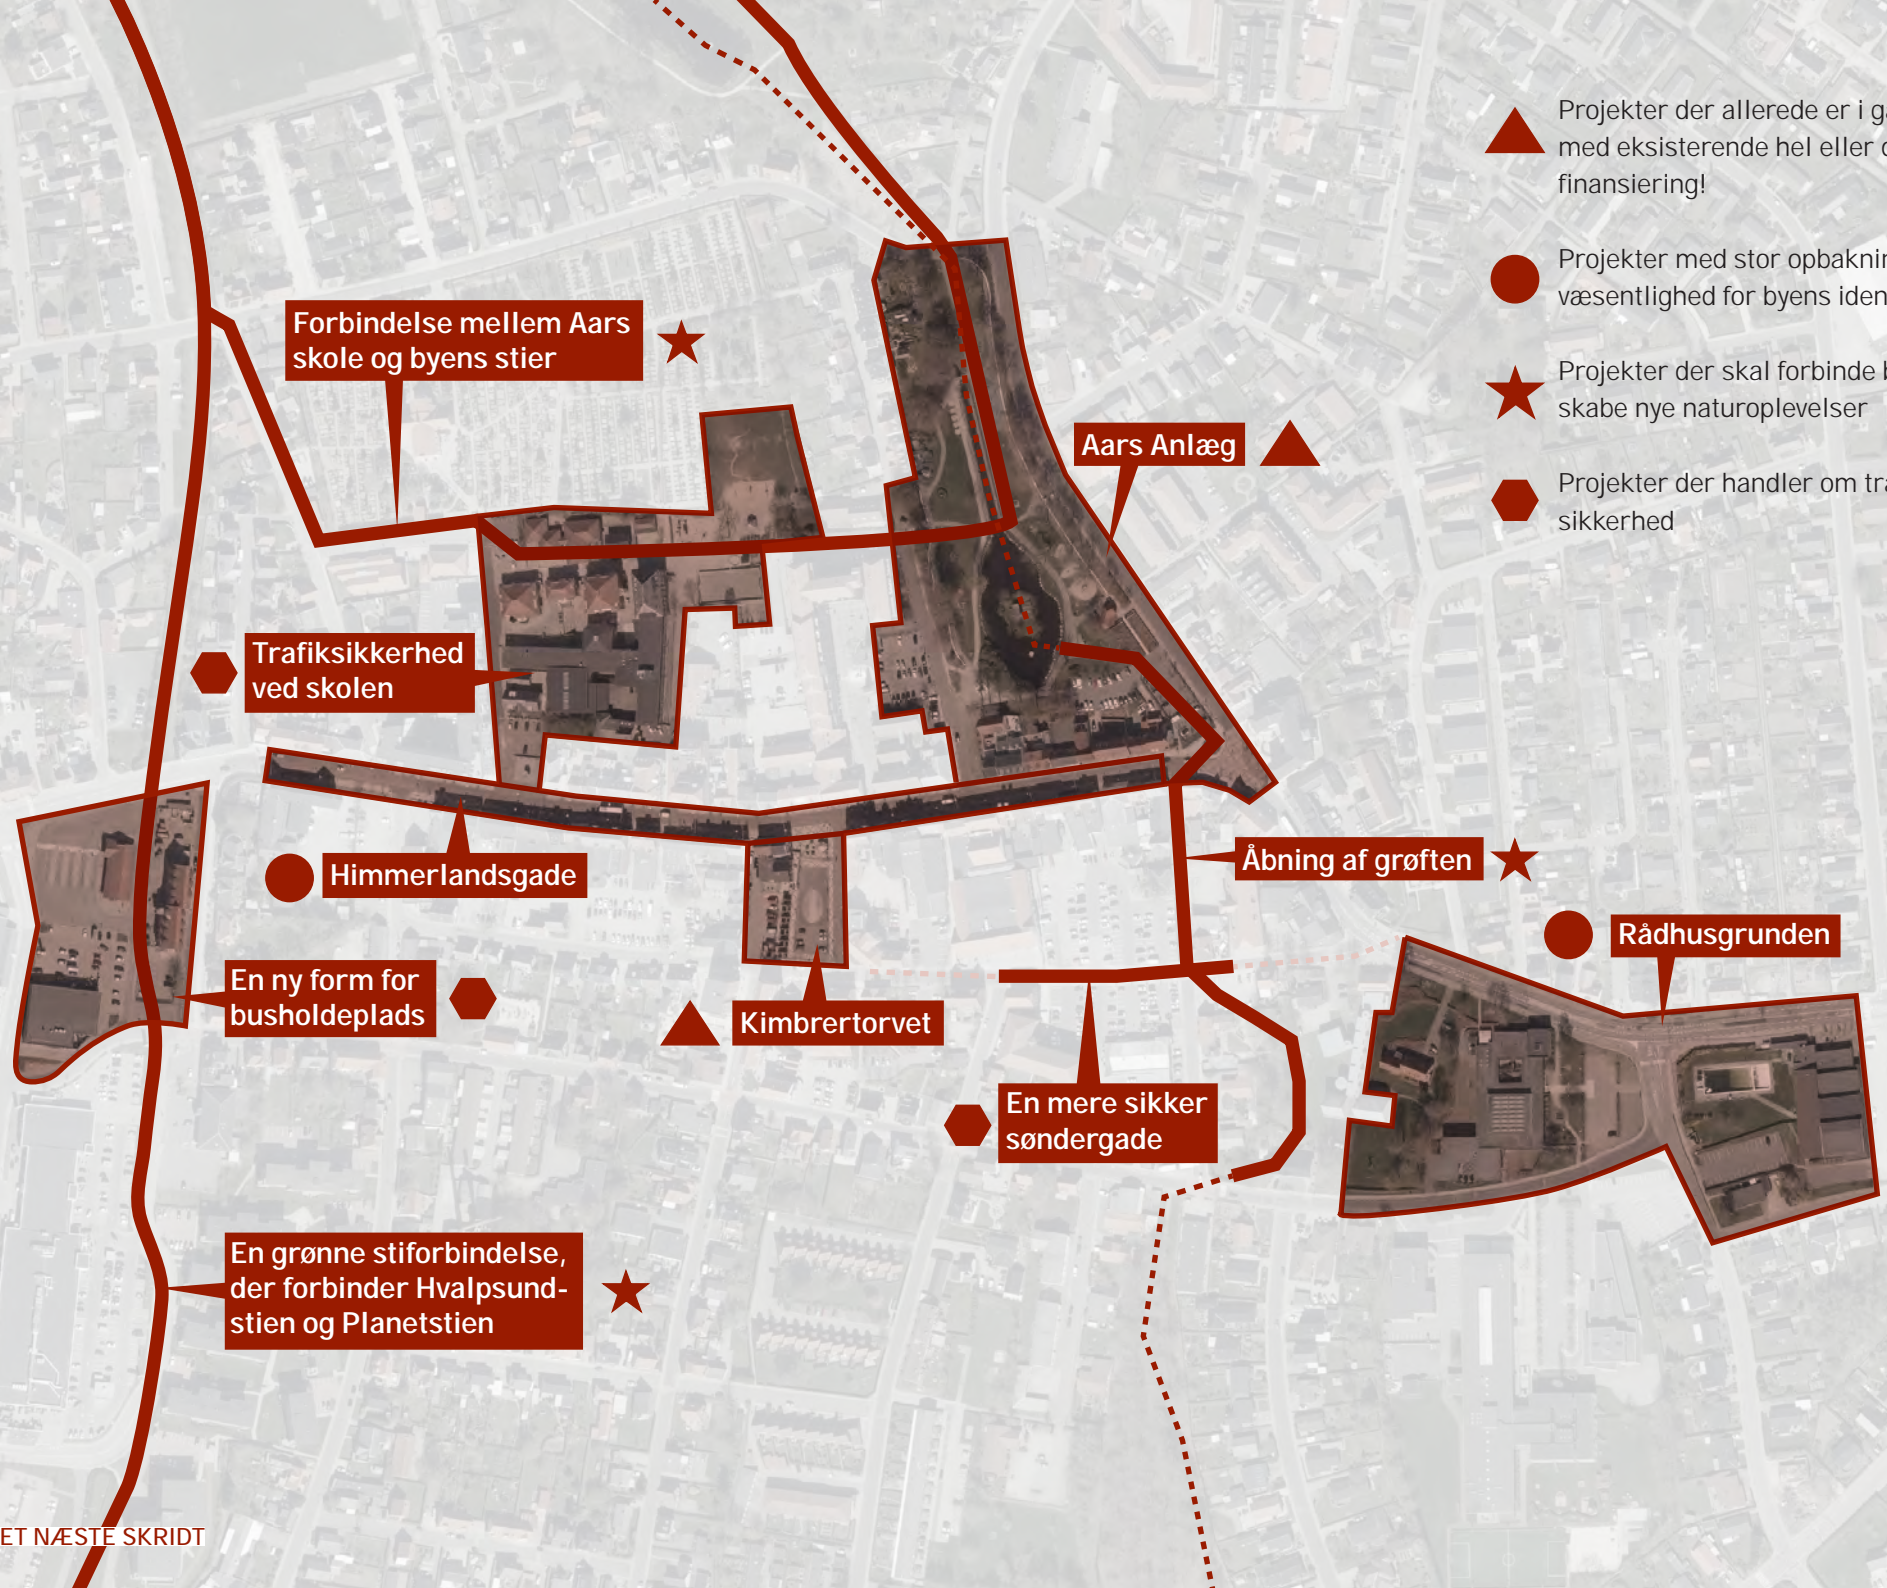 Projekter der allerede er i
med eksisterende hel eller
finansiering!
Projekter med stor
væsentlighed for byens
Projekter der skal forbinde
skabe nye naturoplevelser
Projekter der handler om
sikkerhed
Forbindelse mellem Aars
skole og byens stier
Aars Anlæg
Trafiksikkerhed
ved skolen
Himmerlandsgade
Åbning af grøften
Rådhusgrunden
En ny form for
busholdeplads
Kimbrertorvet
En mere sikker
søndergade
En grønne stiforbindelse,
der forbinder Hvalpsund-
stien og Planetstien
ET NÆSTE SKRIDT